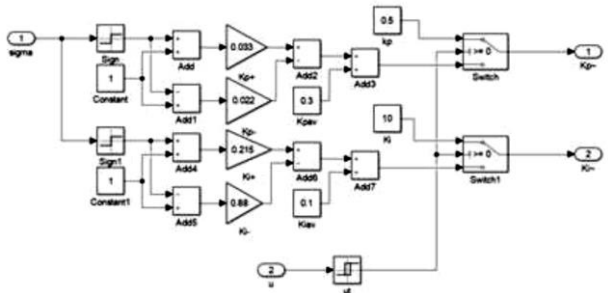 1
sigma
Sign
1
Constant
Add
Add1
0.033
Kp+
0.022
Kp-
Add2
0.3
Kpav
Add3
0.5
kp
> = 0
Switch
1
Kp~
Sign1
1
Constant1
Add4
Add5
0.215
Ki+
0.88
Ki-
Add6
0.1
Kiav
Add7
10
Ki
> = 0
Switch1
2
Ki~
2
u